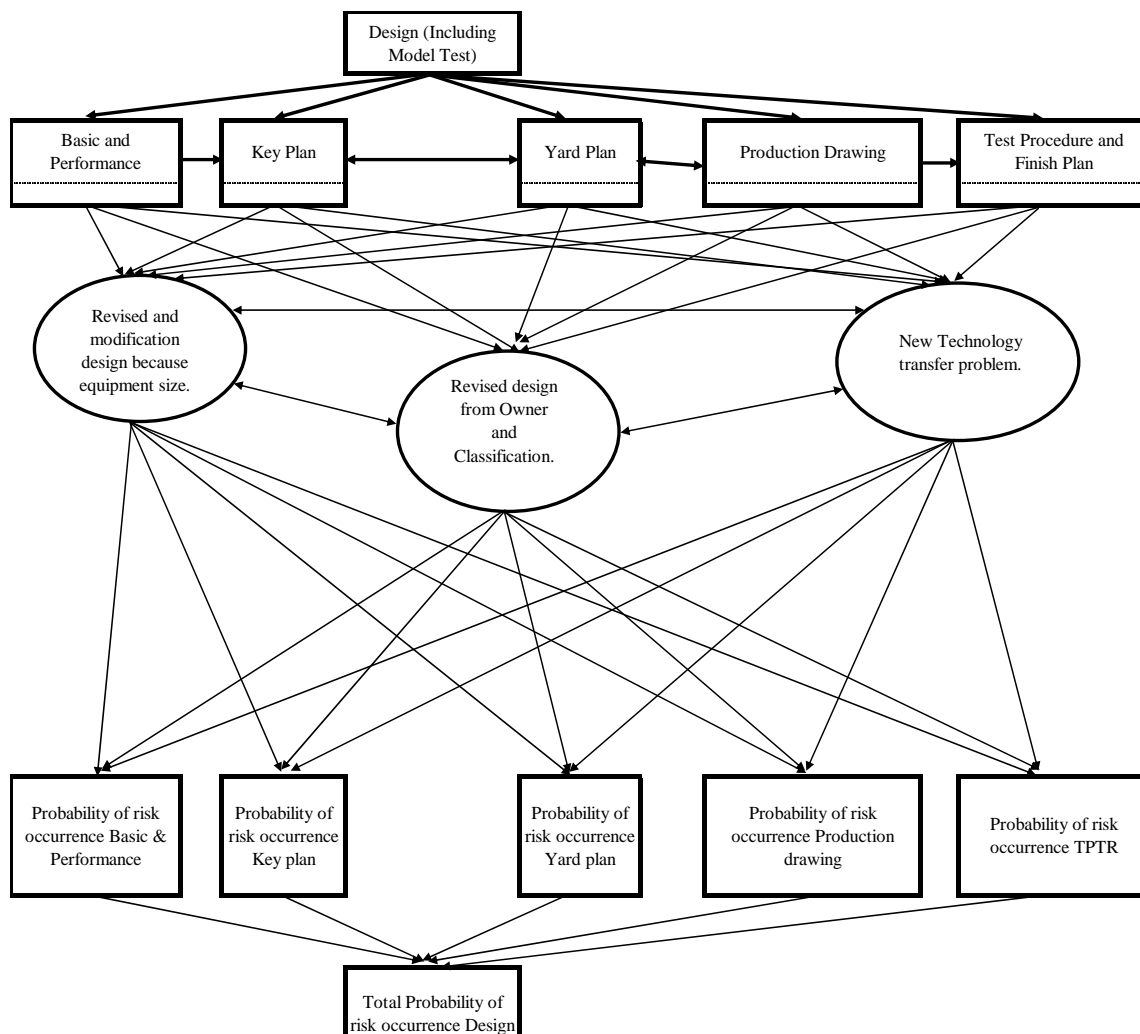 Design (Including
Model Test)
Basic and
Performance
Key Plan
Yard Plan
Production Drawing
Test Procedure and
Finish Plan
Revised and
modification
design because
equipment size.
Revised design
from Owner
and
Classification.
New Technology
transfer problem.
Probability of risk
occurrence Basic &
Performance
Probability of
risk occurrence
Key plan
Probability of
risk occurrence
Yard plan
Probability of risk
occurrence Production
drawing
Probability of risk
occurrence TPTR
Total Probability of
risk occurrence Design